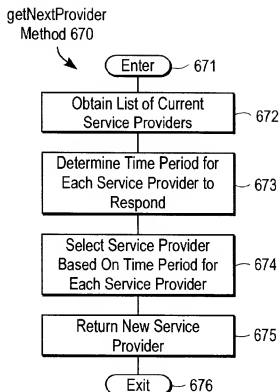 getNextProvider
Method 670
Enter
671
Obtain List of Current
Service Providers
672
Determine Time Period for
Each Service Provider to
Respond
673
Select Service Provider
Based On Time Period for
Each Service Provider
674
Return New Service
Provider
675
Exit
676